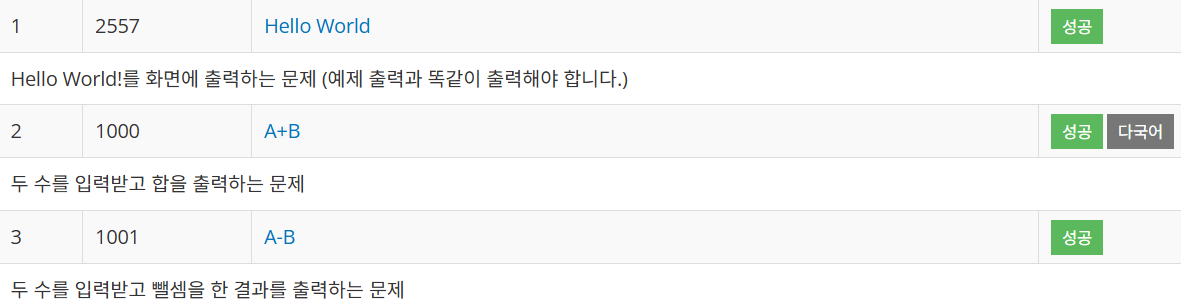 1 2557 Hello World 성공
Hello World!를 화면에 출력하는 문제 (예제 출력과 똑같이 출력해야 합니다.)
2 1000 A+B 성공 다국어
두 수를 입력받고 합을 출력하는 문제
3 1001 A-B 성공
두 수를 입력받고 뺄셈을 한 결과를 출력하는 문제